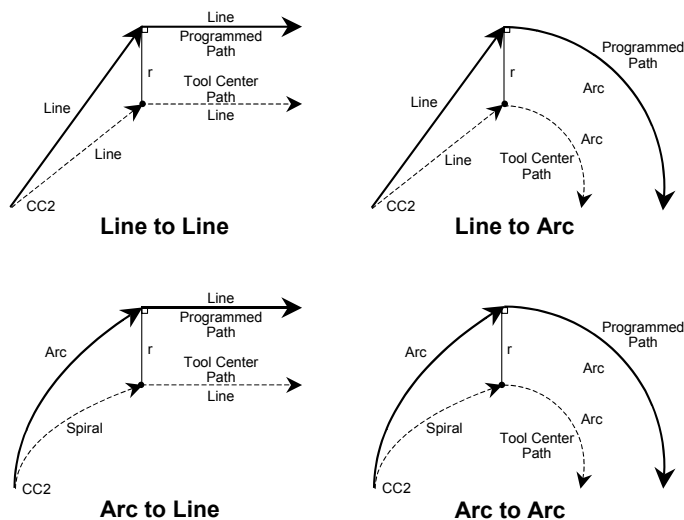 Line
Programmed
Path
r
Tool Center
Path
Line
Line
Line
CC2
Line to Line
Programmed
Path
Arc
r
Line
Arc
Line
Tool Center
Path
CC2
Line to Arc
Line
Programmed
Path
Arc
r
Tool Center
Path
Line
Spiral
CC2
Arc to Line
Programmed
Path
Arc
r
Arc
Arc
Spiral
Tool Center
Path
CC2
Arc to Arc